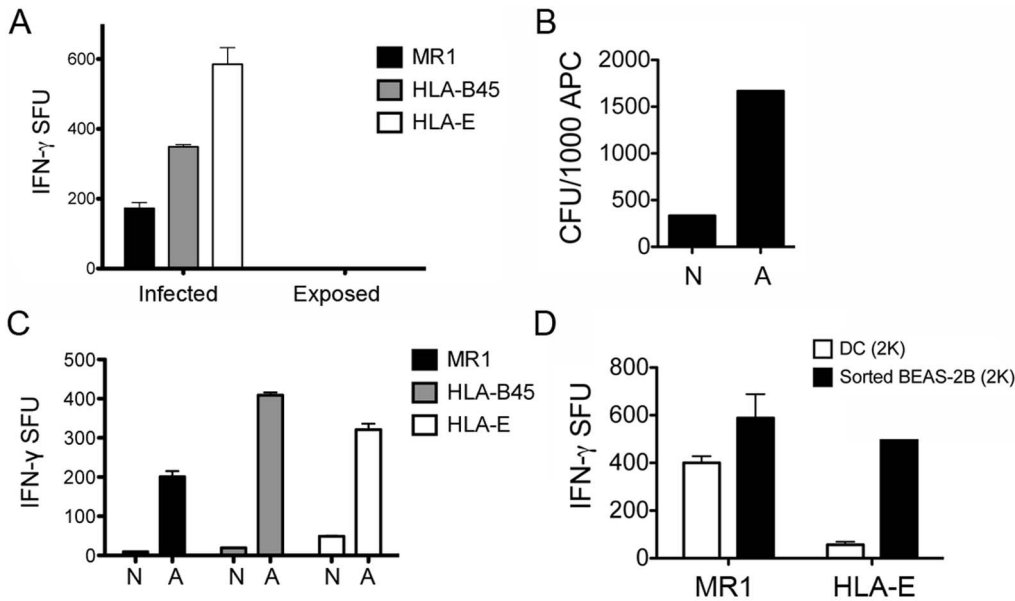 A
IFN-γ SFU
600
400
200
0
Infected
Exposed
MR1
HLA-B45
HLA-E
B
CFU/1000 APC
2000
1500
1000
500
0
N
A
C
IFN-γ SFU
500
400
300
200
100
0
N A N A N A
MR1
HLA-B45
HLA-E
D
IFN-γ SFU
800
600
400
200
0
MR1
HLA-E
DC (2K)
Sorted BEAS-2B (2K)